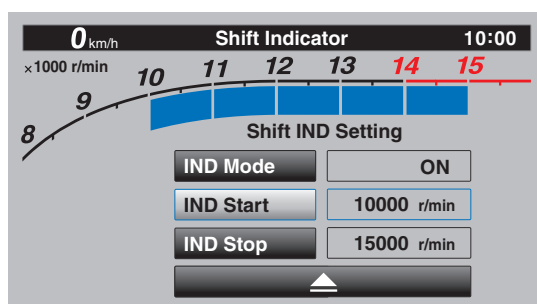 0 km/h Shift Indicator 10:00
×1000 r/min
8 9 10 11 12 13 14 15
Shift IND Setting
IND Mode ON
IND Start 10000 r/min
IND Stop 15000 r/min